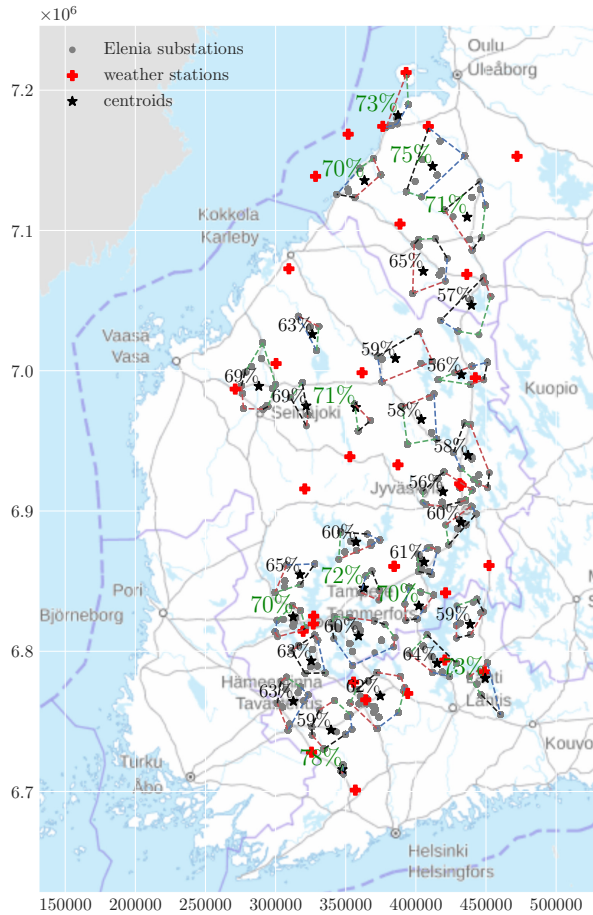 ×10⁶
Elenia substations
weather stations
centroids
Oulu
Uleåborg
7.2
73%
75%
70%
71%
Kokkola
Karleby
7.1
65%
57%
63%
59%
Vaasa
Vasa
7.0
56%
69%
69%
71%
Kuopio
Seinäjoki
58%
58%
56%
Jyväskylä
6.9
60%
60%
61%
65%
72%
70%
Tampere
Pori
Björneborg
70%
Tammerfors
60%
59%
6.8
63%
64%
73%
Hämeenlinna
Tavastehus
63%
62%
Lahti
Lahtis
59%
Kouvo
Turku
Åbo
78%
6.7
Helsinki
Helsingfors
150000 200000 250000 300000 350000 400000 450000 500000